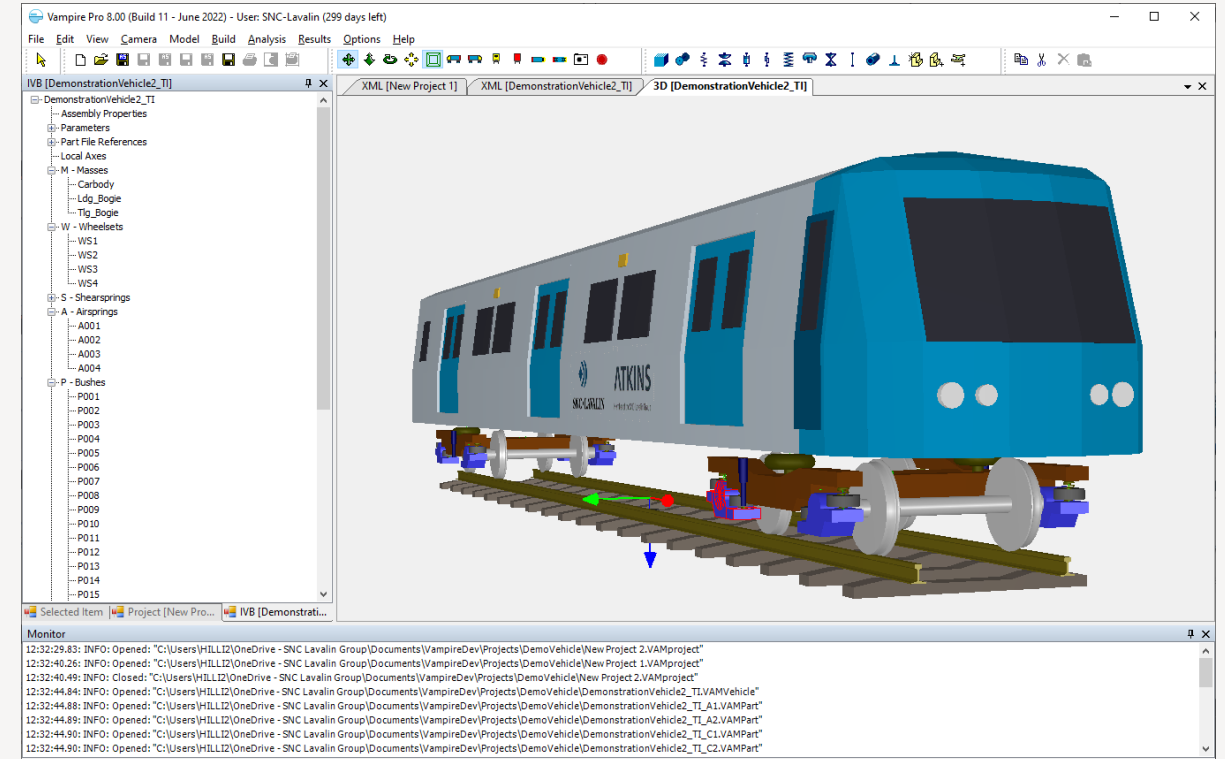 Vampire Pro 8.00 (Build 11 - June 2022) - User: SNC-Lavalin (299 days left)
File Edit View Camera Model Build Analysis Results Options Help
IVB [DemonstrationVehicle2_TI]
XML [New Project 1] XML [DemonstrationVehicle2_TI] 3D [DemonstrationVehicle2_TI]
DemonstrationVehicle2_TI
Assembly Properties
Parameters
Part File References
Local Axes
M - Masses
Carbody
Ldg_Bogie
Tlg_Bogie
W - Wheelsets
WS1
WS2
WS3
WS4
S - Shearsprings
A - Airsprings
A001
A002
A003
A004
P - Bushes
P001
P002
P003
P004
P005
P006
P007
P008
P009
P010
P011
P012
P013
P014
P015
ATKINS
SNC-LAVALIN
Selected Item Project [New Pro... IVB [Demonstrati...
Monitor
12:32:29.83: INFO: Opened: "C:\Users\HILLI2\OneDrive - SNC Lavalin Group\Documents\VampireDev\Projects\DemoVehicle\New Project 2.VAMproject"
12:32:40.26: INFO: Opened: "C:\Users\HILLI2\OneDrive - SNC Lavalin Group\Documents\VampireDev\Projects\DemoVehicle\New Project 1.VAMproject"
12:32:40.49: INFO: Closed: "C:\Users\HILLI2\OneDrive - SNC Lavalin Group\Documents\VampireDev\Projects\DemoVehicle\New Project 2.VAMproject"
12:32:44.84: INFO: Opened: "C:\Users\HILLI2\OneDrive - SNC Lavalin Group\Documents\VampireDev\Projects\DemoVehicle\DemonstrationVehicle2_TI.VAMVehicle"
12:32:44.88: INFO: Opened: "C:\Users\HILLI2\OneDrive - SNC Lavalin Group\Documents\VampireDev\Projects\DemoVehicle\DemonstrationVehicle2_TI_A1.VAMPart"
12:32:44.89: INFO: Opened: "C:\Users\HILLI2\OneDrive - SNC Lavalin Group\Documents\VampireDev\Projects\DemoVehicle\DemonstrationVehicle2_TI_A2.VAMPart"
12:32:44.90: INFO: Opened: "C:\Users\HILLI2\OneDrive - SNC Lavalin Group\Documents\VampireDev\Projects\DemoVehicle\DemonstrationVehicle2_TI_C1.VAMPart"
12:32:44.90: INFO: Opened: "C:\Users\HILLI2\OneDrive - SNC Lavalin Group\Documents\VampireDev\Projects\DemoVehicle\DemonstrationVehicle2_TI_C2.VAMPart"